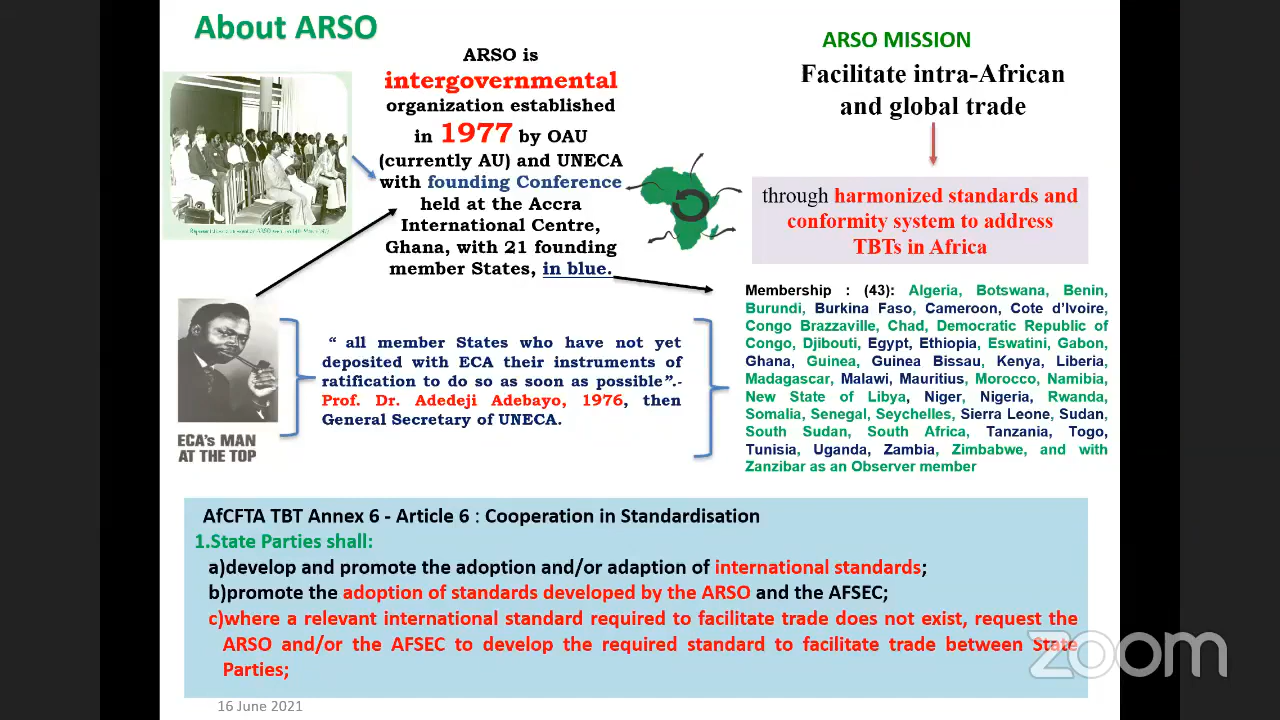 About ARSO
ARSO is
intergovernmental
organization established
in 1977 by OAU
(currently AU) and UNECA
with founding Conference
held at the Accra
International Centre,
Ghana, with 21 founding
member States, in blue.
ARSO MISSION
Facilitate intra-African
and global trade
through harmonized standards and
conformity system to address
TBTs in Africa
ECA's MAN
AT THE TOP
“ all member States who have not yet
deposited with ECA their instruments of
ratification to do so as soon as possible”.-
Prof. Dr. Adedeji Adebayo, 1976, then
General Secretary of UNECA.
Membership : (43): Algeria, Botswana, Benin,
Burundi, Burkina Faso, Cameroon, Cote d’Ivoire,
Congo Brazzaville, Chad, Democratic Republic of
Congo, Djibouti, Egypt, Ethiopia, Eswatini, Gabon,
Ghana, Guinea, Guinea Bissau, Kenya, Liberia,
Madagascar, Malawi, Mauritius, Morocco, Namibia,
New State of Libya, Niger, Nigeria, Rwanda,
Somalia, Senegal, Seychelles, Sierra Leone, Sudan,
South Sudan, South Africa, Tanzania, Togo,
Tunisia, Uganda, Zambia, Zimbabwe, and with
Zanzibar as an Observer member
AfCFTA TBT Annex 6 - Article 6 : Cooperation in Standardisation
1.State Parties shall:
a)develop and promote the adoption and/or adaption of international standards;
b)promote the adoption of standards developed by the ARSO and the AFSEC;
c)where a relevant international standard required to facilitate trade does not exist, request the
ARSO and/or the AFSEC to develop the required standard to facilitate trade between State
Parties;
zoom
16 June 2021